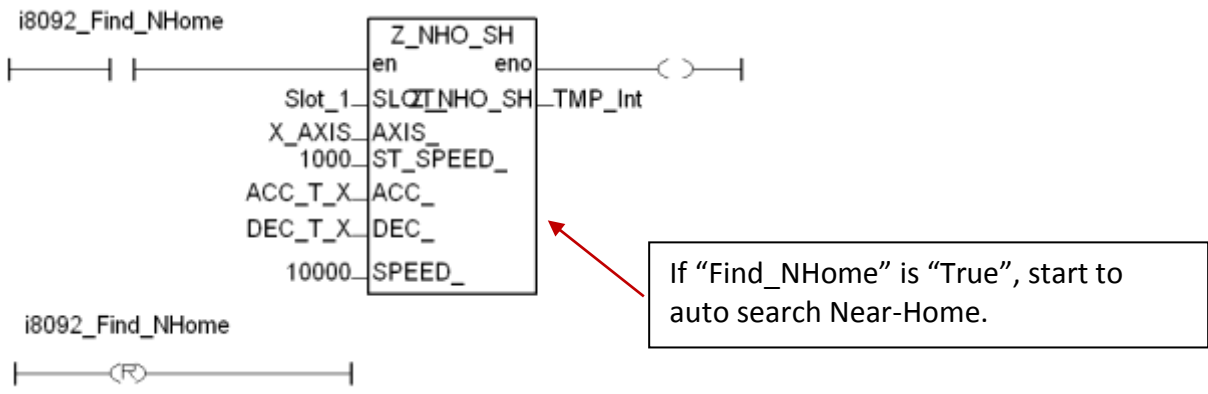 i8092_Find_NHome
Z_NHO_SH
en eno
Slot_1 SLOT_ Z_NHO_SH TMP_Int
X_AXIS AXIS_
1000 ST_SPEED_
ACC_T_X ACC_
DEC_T_X DEC_
10000 SPEED_
If “Find_NHome” is “True”, start to
auto search Near-Home.
i8092_Find_NHome
(R)